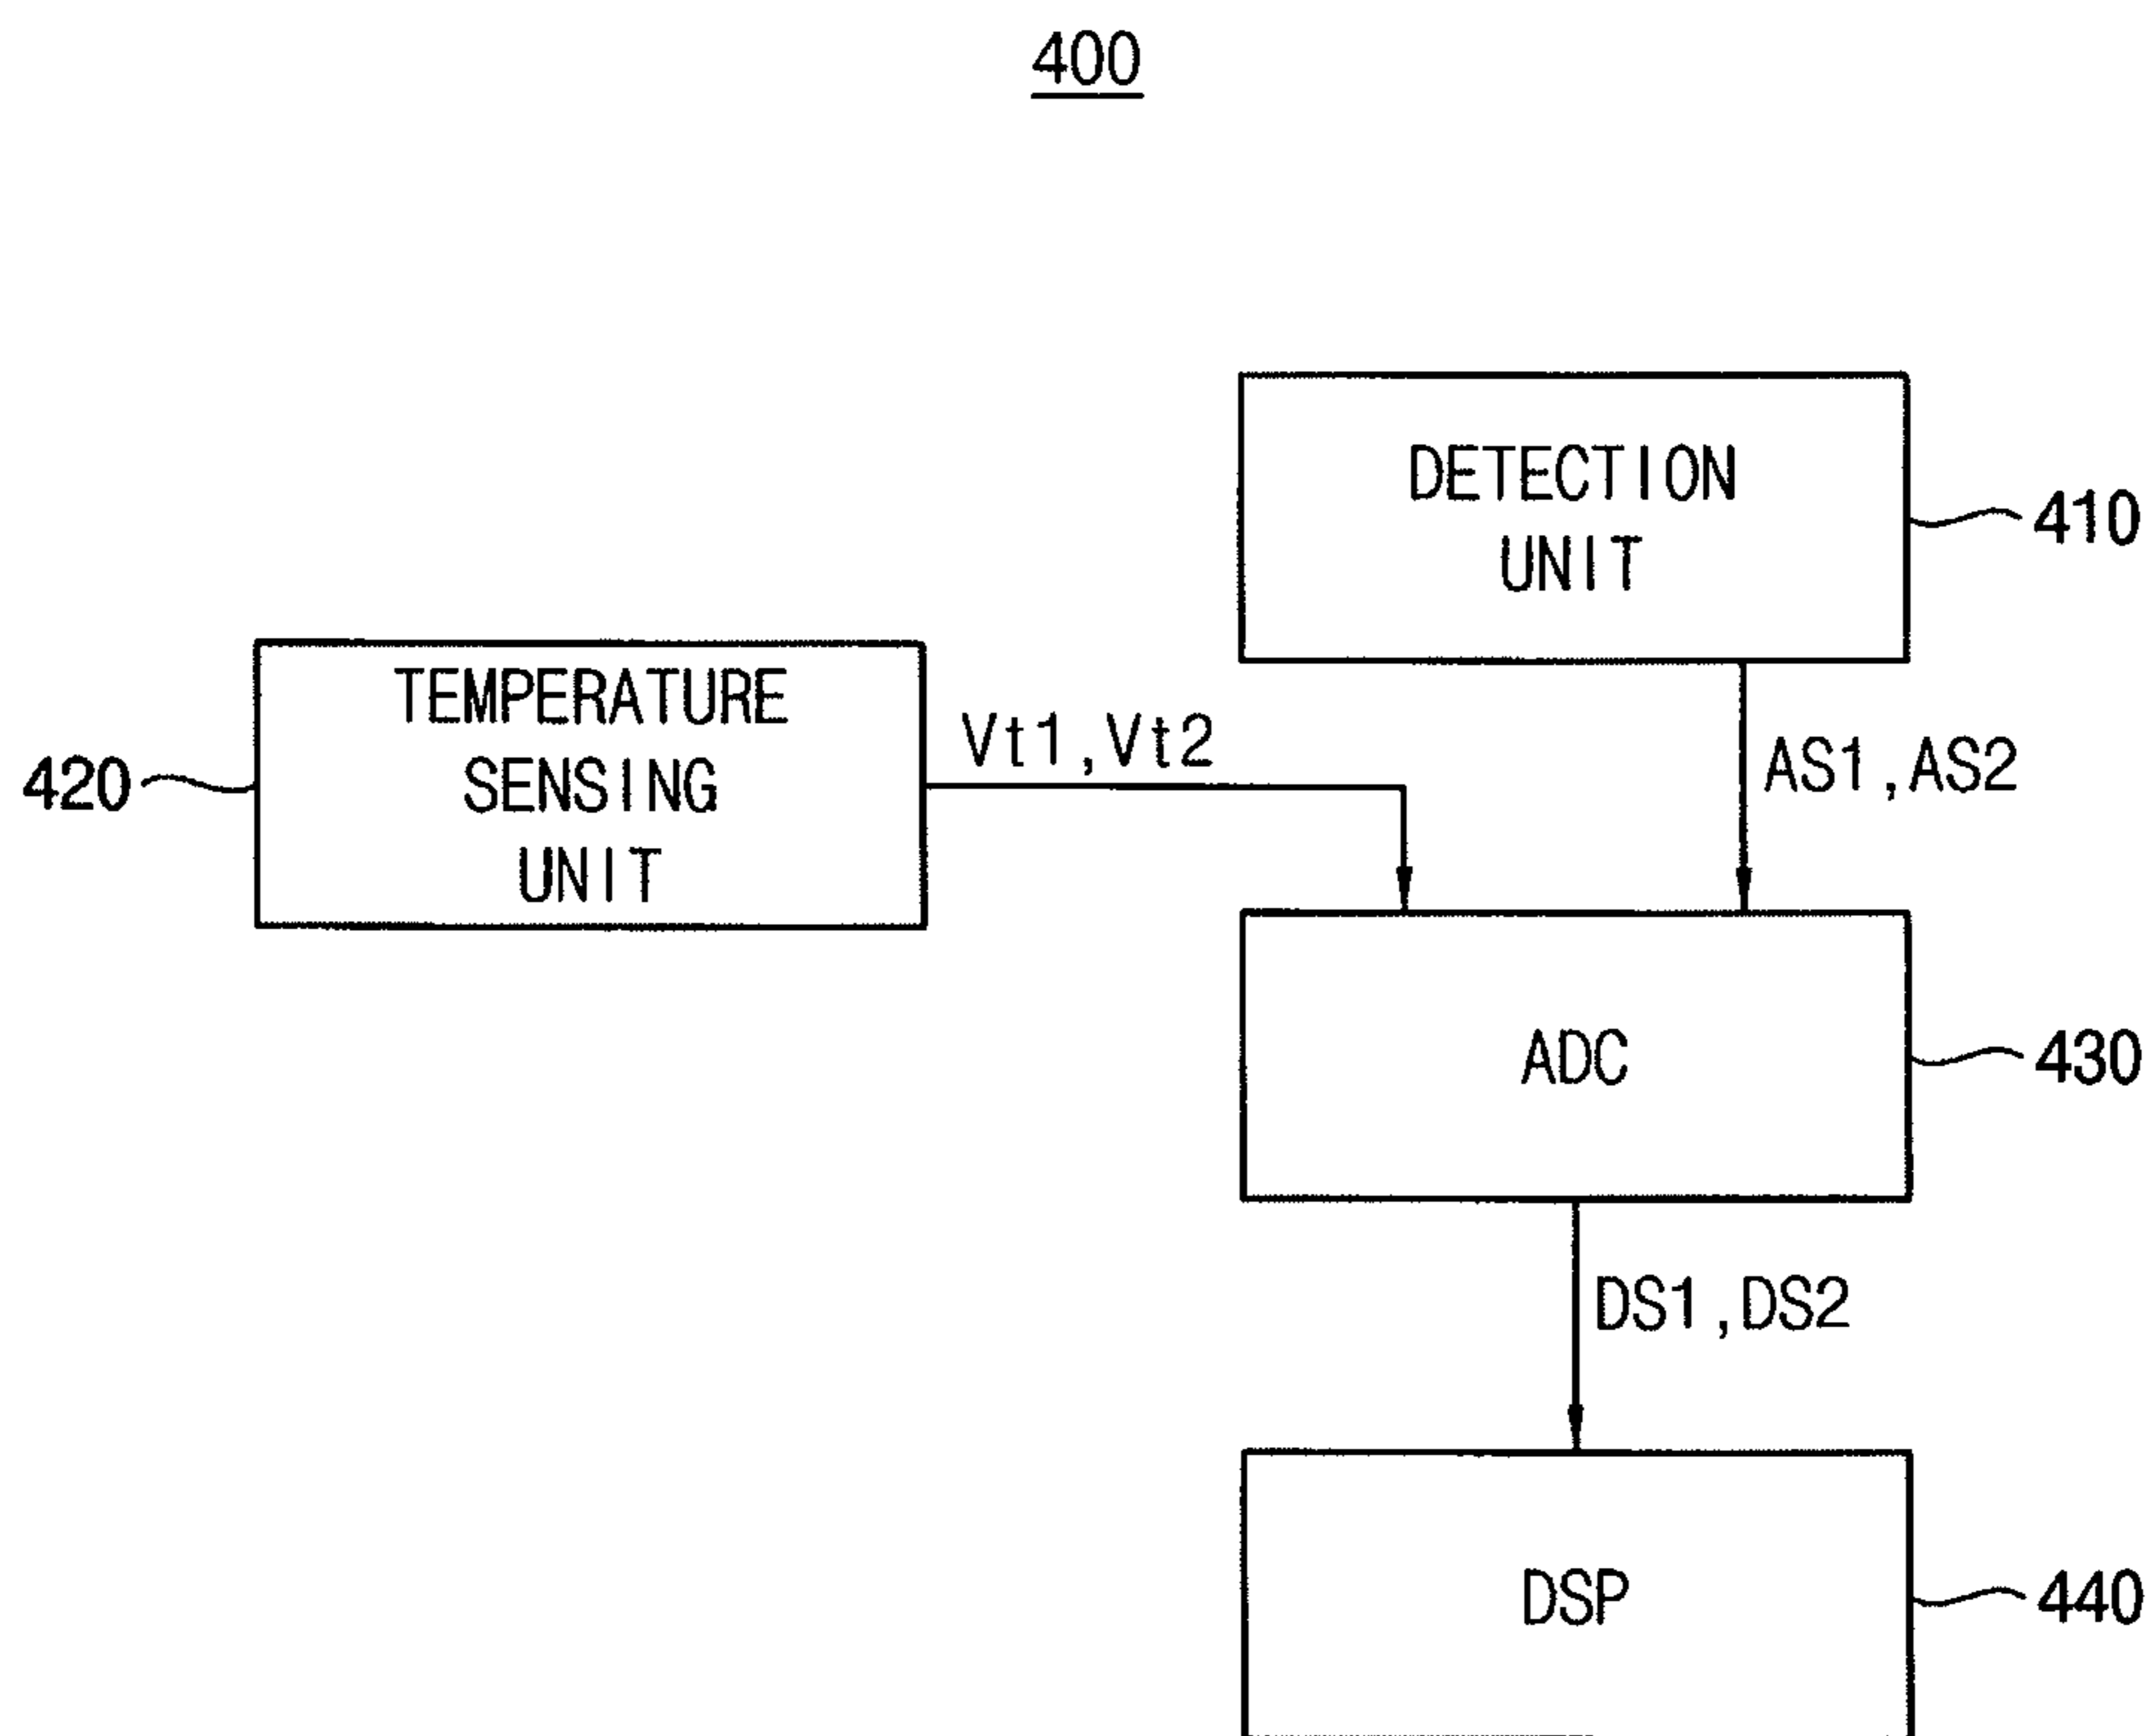 400
DETECTION
UNIT
410
TEMPERATURE
SENSING
UNIT
420
Vt1,Vt2
AS1,AS2
ADC
430
DS1,DS2
DSP
440